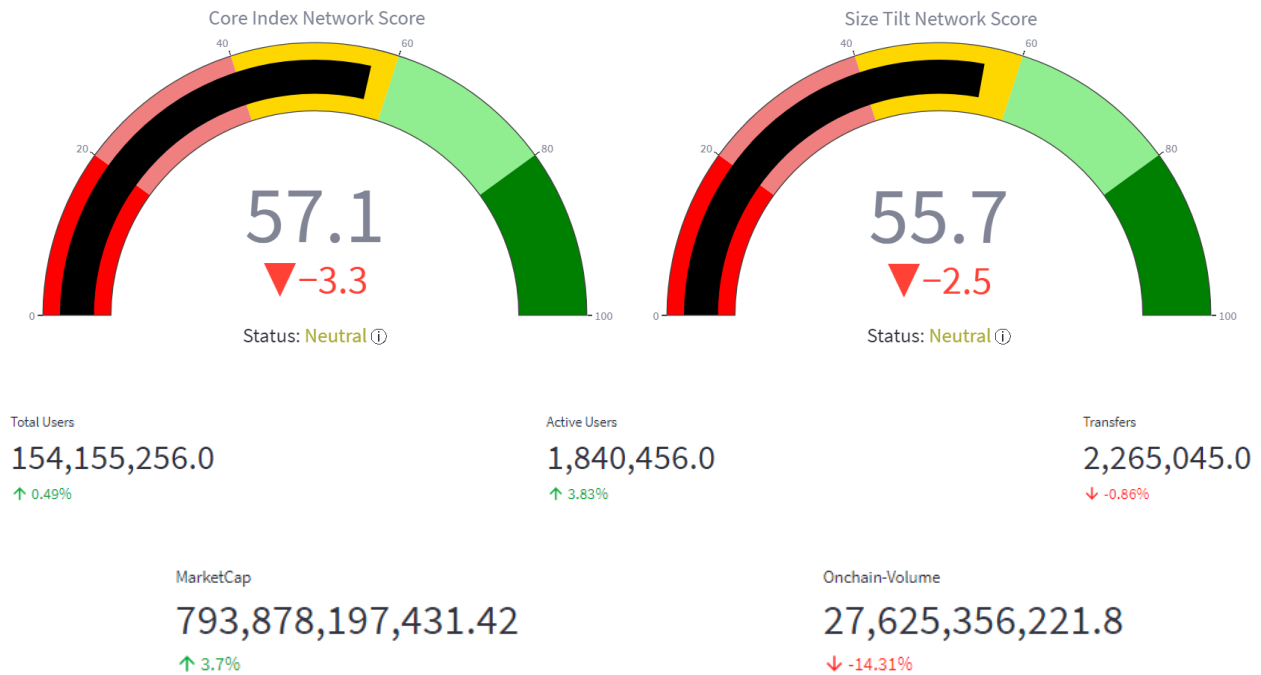 Core Index Network Score
Size Tilt Network Score
40
60
40
60
20
80
20
80
57.1
55.7
▼−3.3
▼−2.5
0
100
0
100
Status: Neutral ⓘ
Status: Neutral ⓘ
Total Users
Active Users
Transfers
154,155,256.0
1,840,456.0
2,265,045.0
↑ 0.49%
↑ 3.83%
↓ -0.86%
MarketCap
Onchain-Volume
793,878,197,431.42
27,625,356,221.8
↑ 3.7%
↓ -14.31%